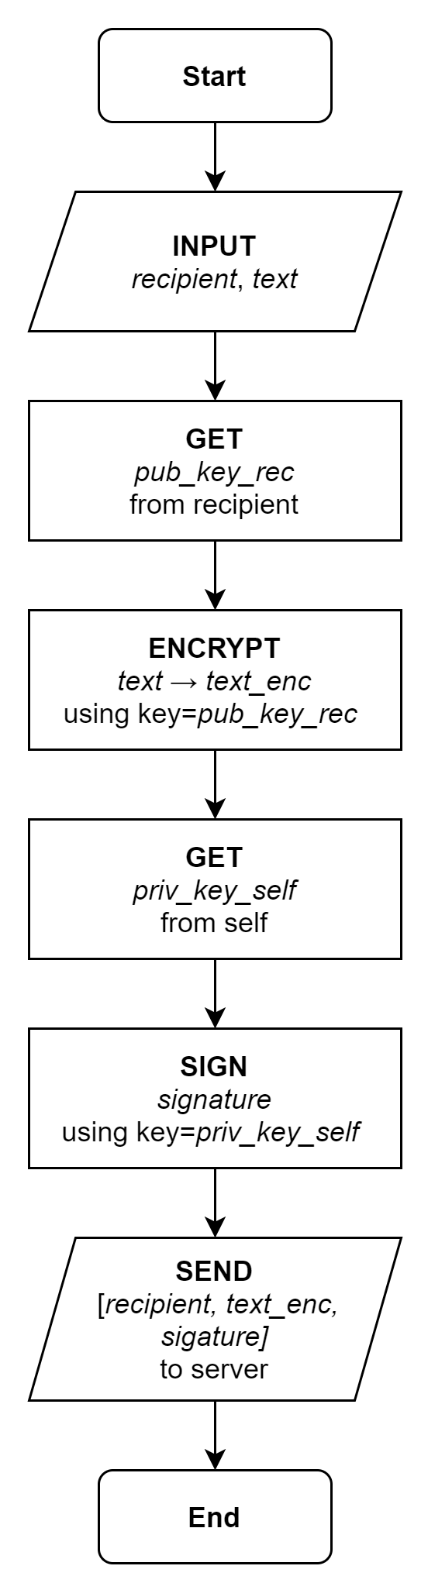 Start
INPUT
recipient, text
GET
pub_key_rec
from recipient
ENCRYPT
text → text_enc
using key=pub_key_rec
GET
priv_key_self
from self
SIGN
signature
using key=priv_key_self
SEND
[recipient, text_enc,
sigature]
to server
End